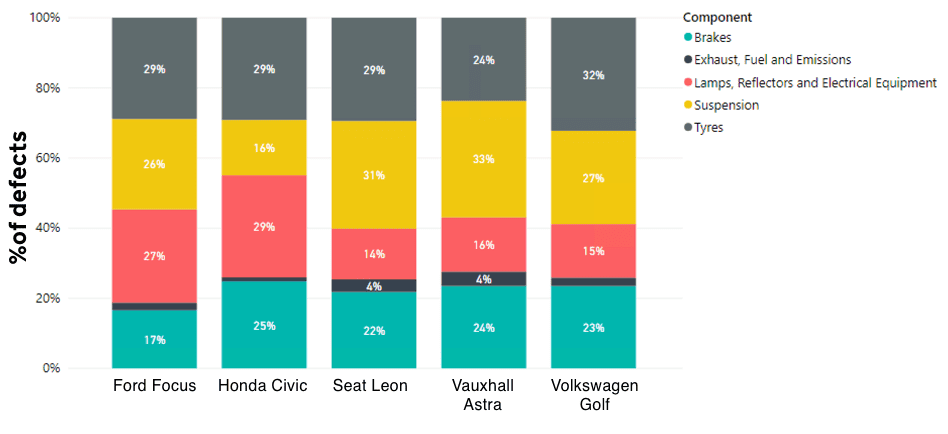 100%
80%
60%
40%
20%
0%
%of defects
29%
26%
27%
17%
29%
16%
29%
25%
29%
31%
14%
4%
22%
24%
33%
16%
4%
24%
32%
27%
15%
23%
Ford Focus
Honda Civic
Seat Leon
Vauxhall
Astra
Volkswagen
Golf
Component
Brakes
Exhaust, Fuel and Emissions
Lamps, Reflectors and Electrical Equipment
Suspension
Tyres